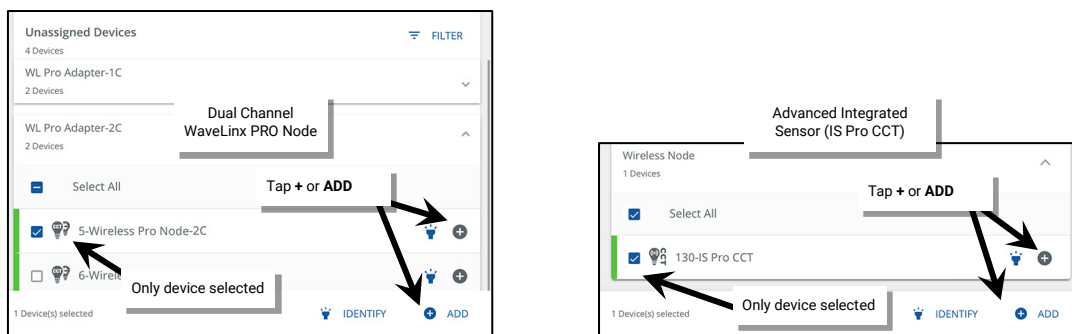 Unassigned Devices
FILTER
4 Devices
WL Pro Adapter-1C
2 Devices
Dual Channel
WaveLinx PRO Node
WL Pro Adapter-2C
2 Devices
Select All
Tap + or ADD
5-Wireless Pro Node-2C
Only device selected
1 Device(s) selected
IDENTIFY
ADD
Advanced Integrated
Sensor (IS Pro CCT)
Wireless Node
1 Devices
Tap + or ADD
Select All
130-IS Pro CCT
Only device selected
1 Device(s) selected
IDENTIFY
ADD